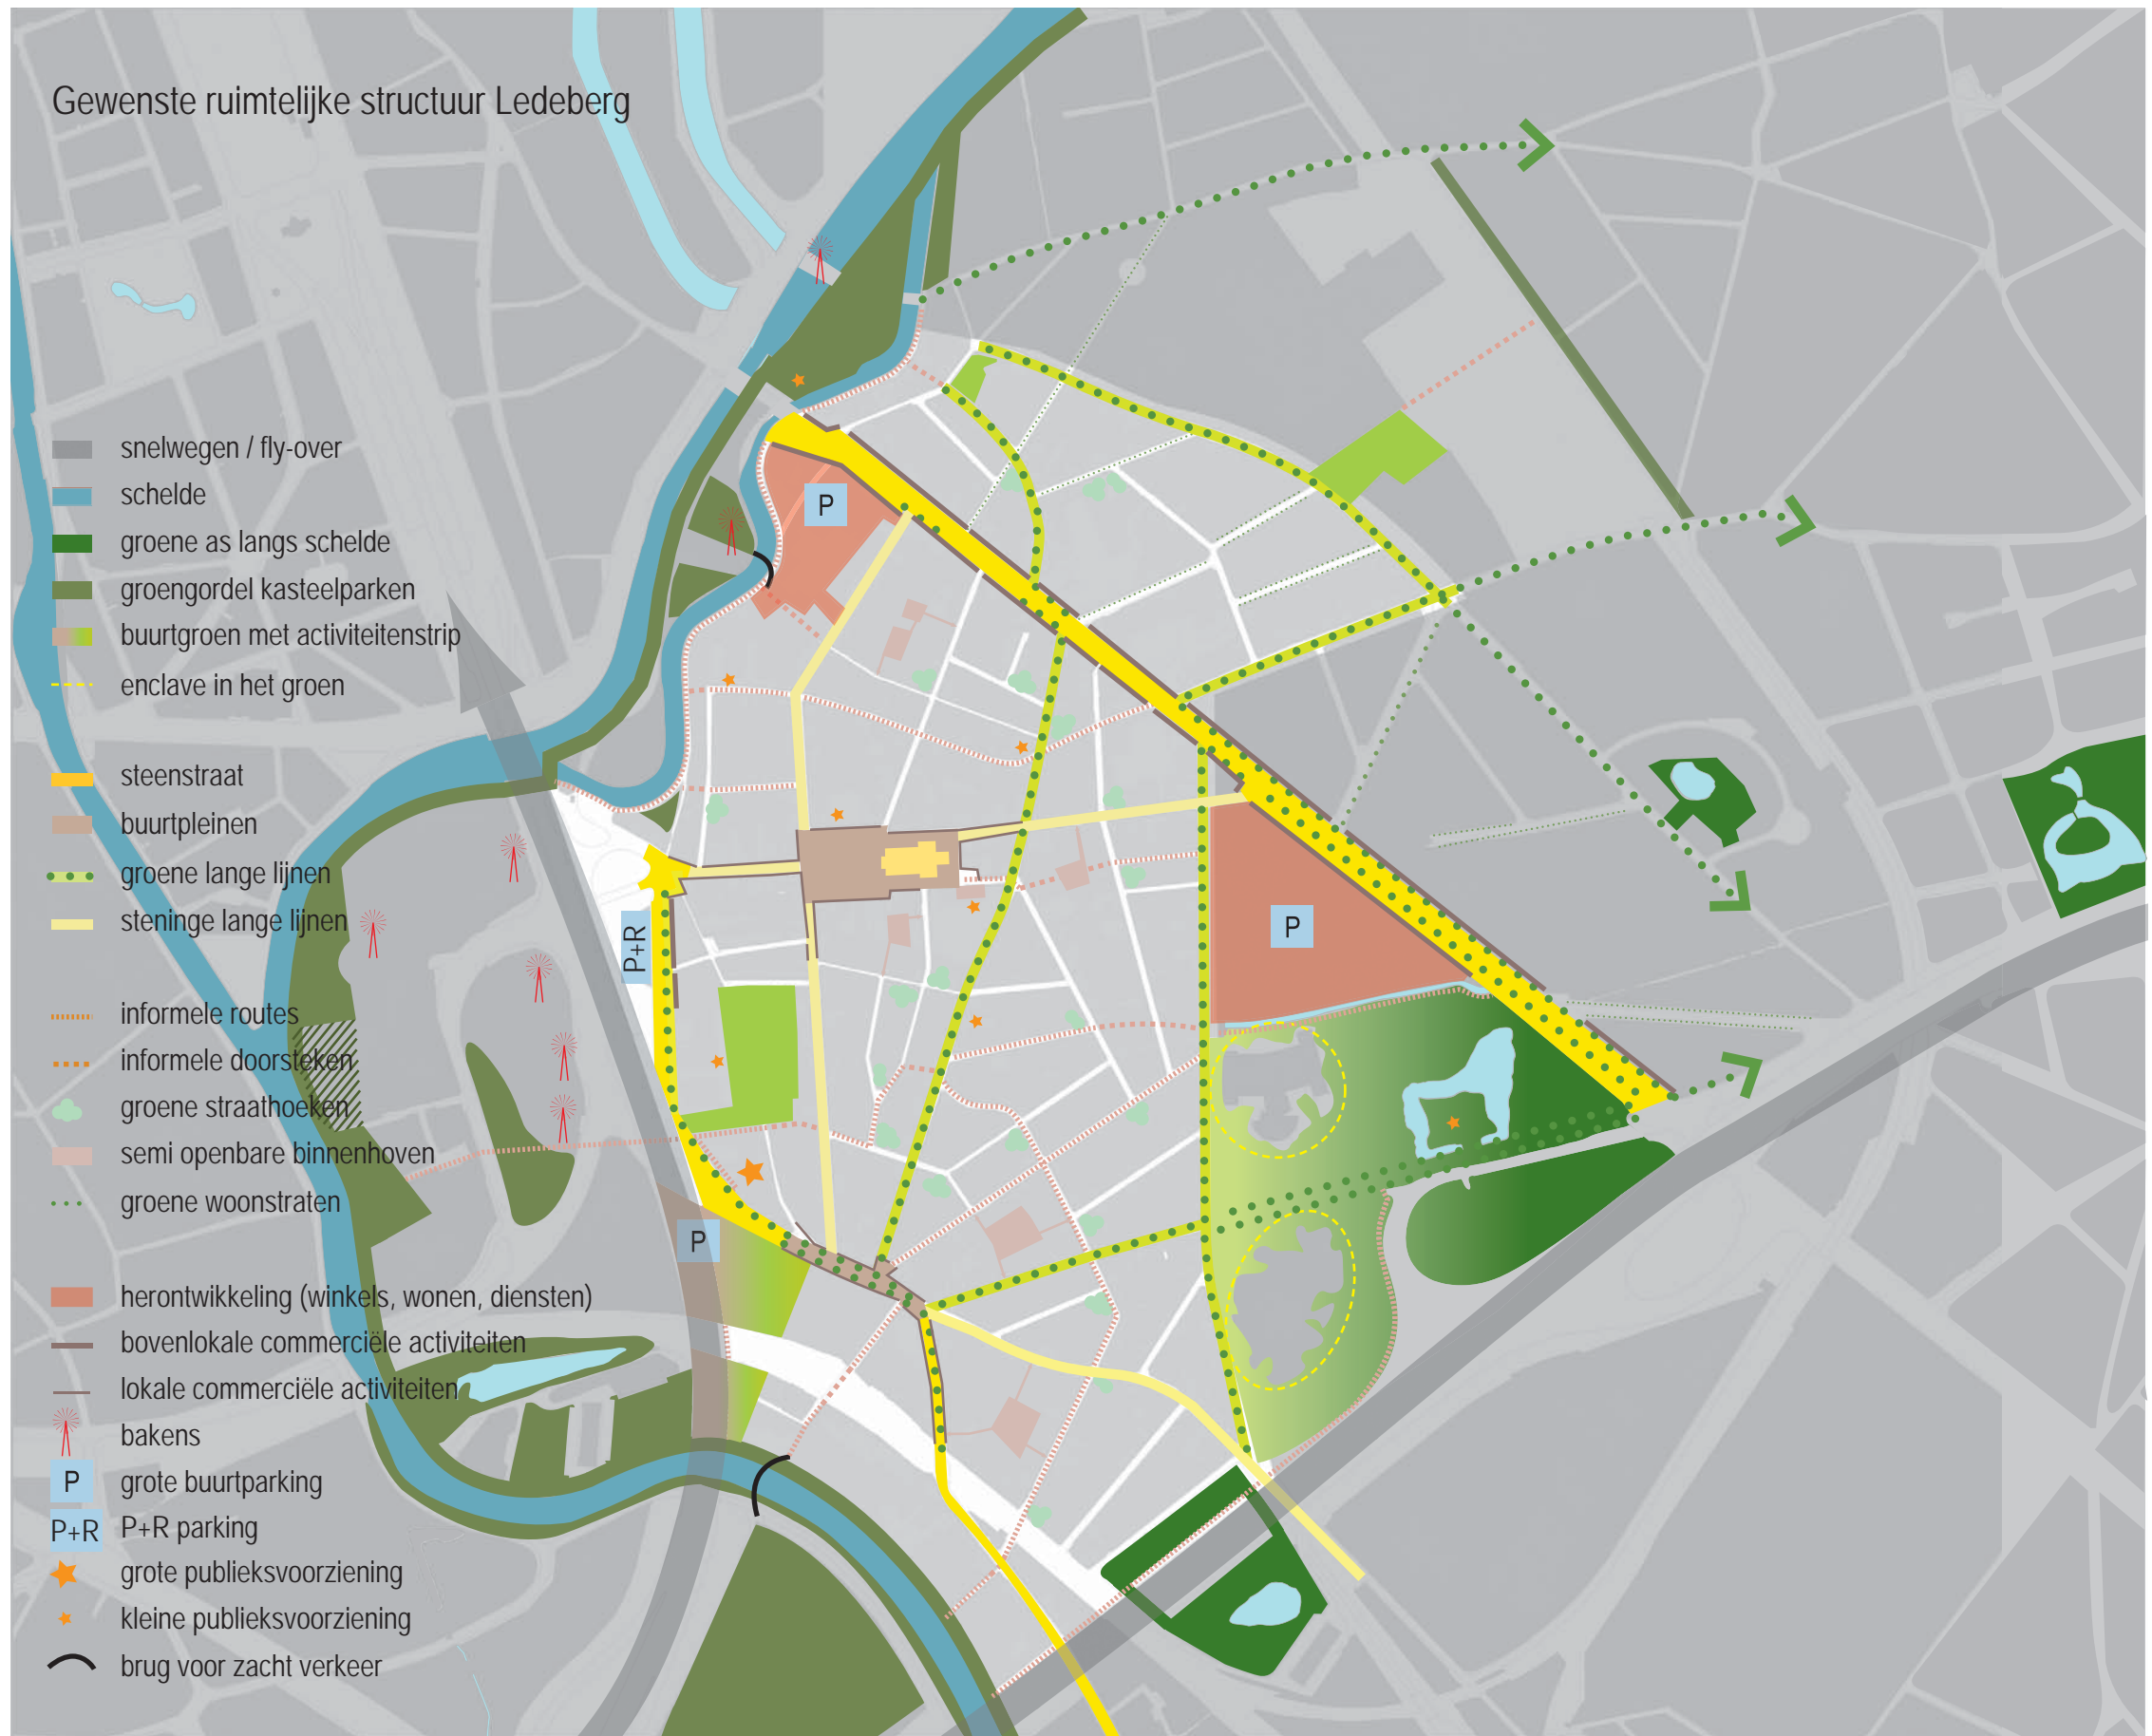 Gewenste ruimtelijke structuur Ledeberg
snelwegen / fly-over
schelde
groene as langs schelde
groengordel kasteelparken
buurtgroen met activiteitenstrip
enclave in het groen
steenstraat
buurtpleinen
groene lange lijnen
steninge lange lijnen
informele routes
informele doorsteken
groene straathoeken
semi openbare binnenhoven
groene woonstraten
herontwikkeling (winkels, wonen, diensten)
bovenlokale commerciële activiteiten
lokale commerciële activiteiten
bakens
P grote buurtparking
P+R P+R parking
grote publieksvoorziening
kleine publieksvoorziening
brug voor zacht verkeer
P
P
P+R
P